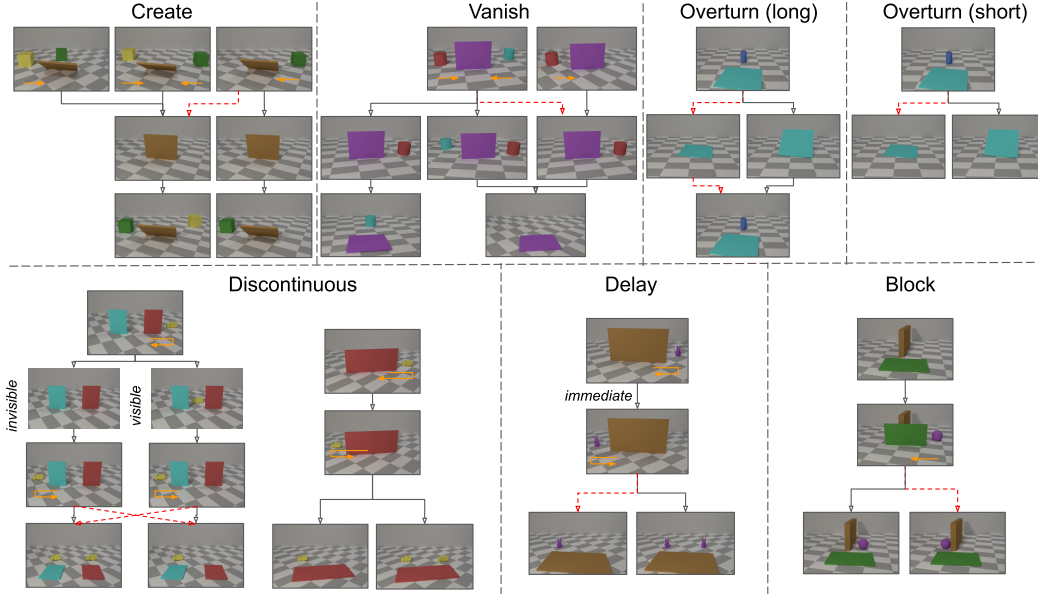 Create
Vanish
Overturn (long)
Overturn (short)
Discontinuous
Delay
Block
invisible
visible
immediate